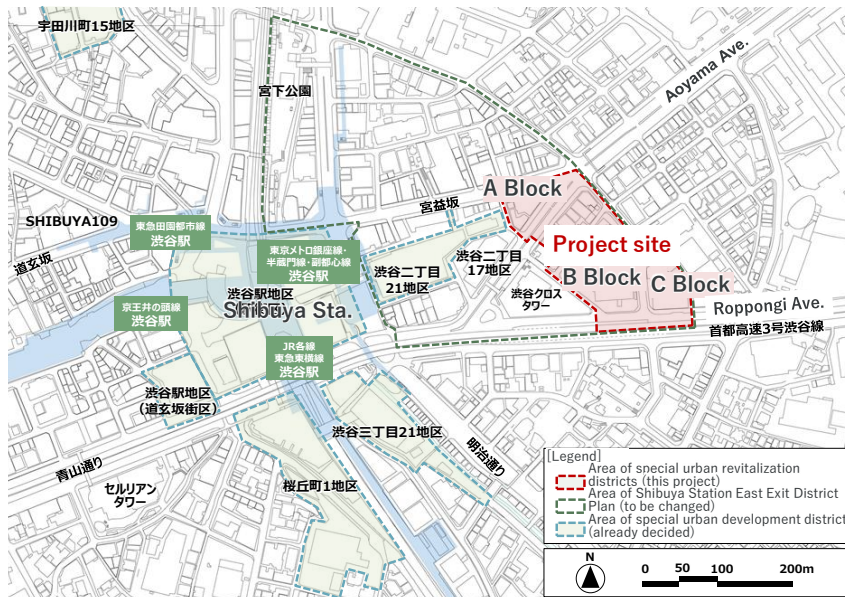 宇田川町15地区
宮下公園
Aoyama Ave.
A Block
宮益坂
SHIBUYA109
東急田園都市線
渋谷駅
道玄坂
東京メトロ銀座線・
半蔵門線・副都心線
渋谷駅
渋谷二丁目
21地区
渋谷二丁目
17地区
Project site
B Block
C Block
渋谷クロス
タワー
Roppongi Ave.
首都高速3号渋谷線
京王井の頭線
渋谷駅
渋谷駅地区
Shibuya Sta.
JR各線
東急東横線
渋谷駅
渋谷駅地区
(道玄坂街区)
渋谷三丁目21地区
明治通り
青山通り
セルリアン
タワー
桜丘町1地区
[Legend]
Area of special urban revitalization
districts (this project)
Area of Shibuya Station East Exit District
Plan (to be changed)
Area of special urban development district
(already decided)
N
0 50 100 200m